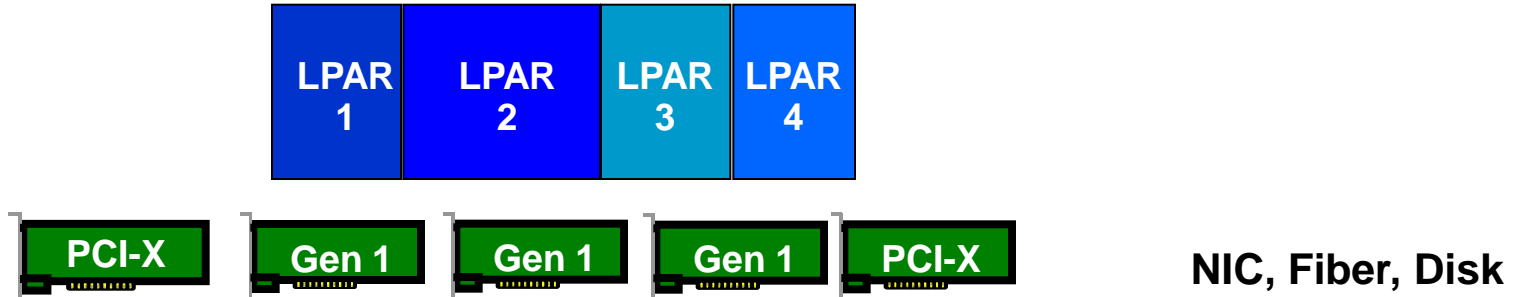 LPAR LPAR LPAR LPAR
1 2 3 4
PCI-X Gen 1 Gen 1 Gen 1 PCI-X
NIC, Fiber, Disk